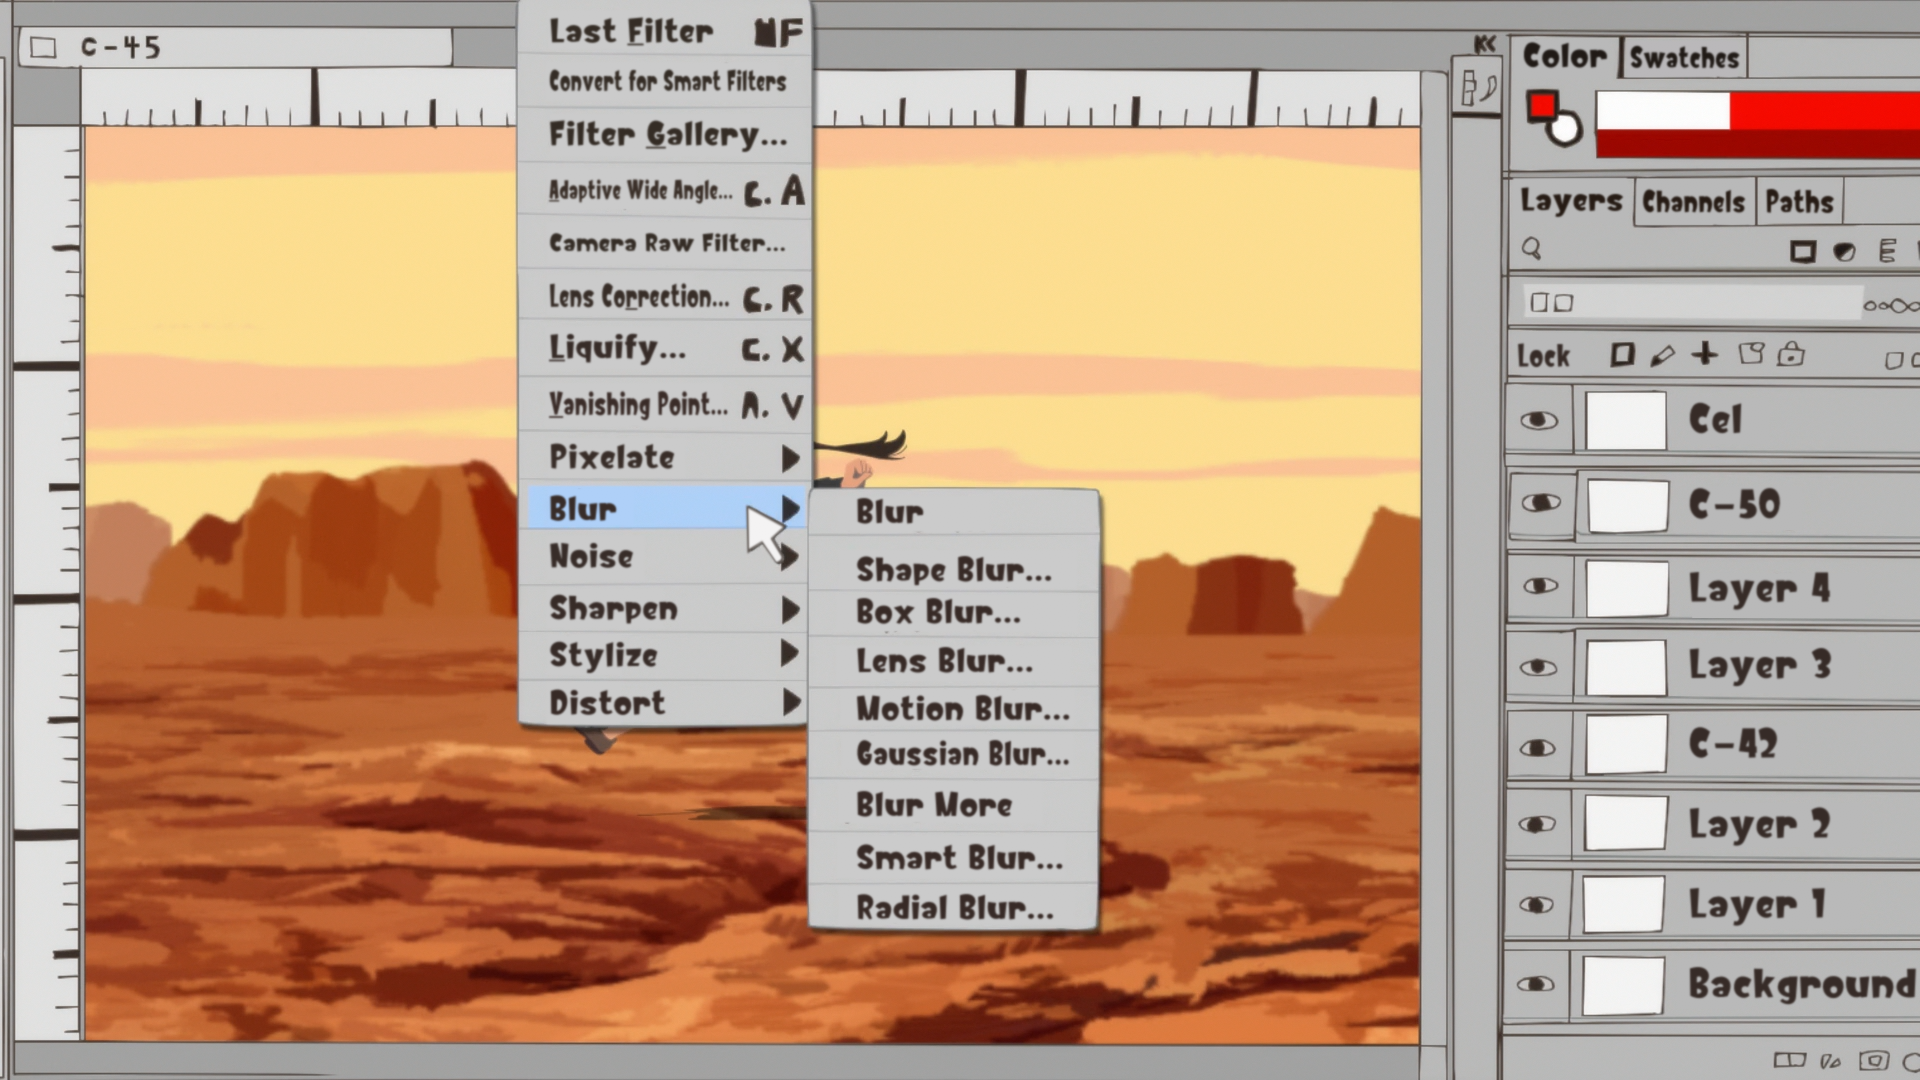 C-45
Last Filter F
Convert for Smart Filters
Filter Gallery...
Adaptive Wide Angle... C. A
Camera Raw Filter...
Lens Correction... C. R
Liquify... C. X
Vanishing Point... A. V
Pixelate
Blur
Noise
Sharpen
Stylize
Distort
Blur
Shape Blur...
Box Blur...
Lens Blur...
Motion Blur...
Gaussian Blur...
Blur More
Smart Blur...
Radial Blur...
Color Swatches
Layers Channels Paths
Lock
Cel
C-50
Layer 4
Layer 3
C-42
Layer 2
Layer 1
Background